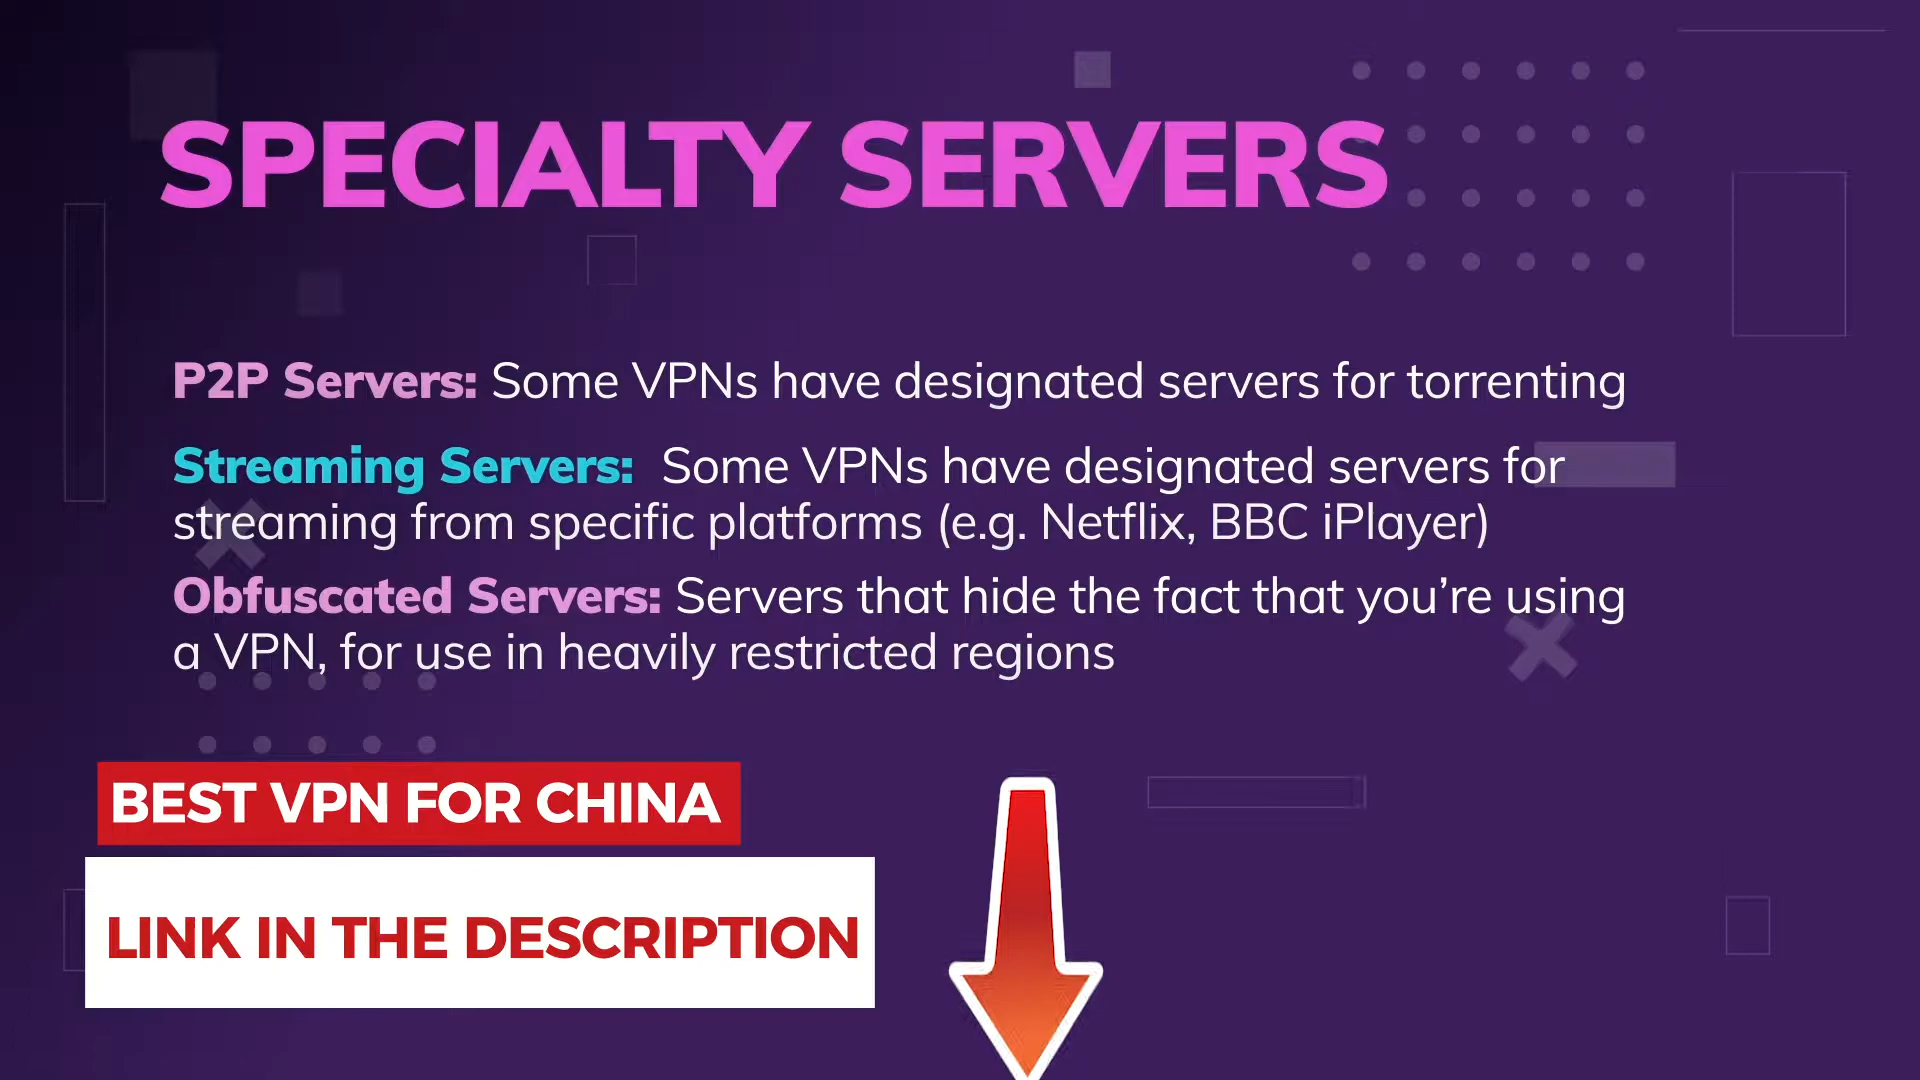 SPECIALTY SERVERS
P2P Servers: Some VPNs have designated servers for torrenting
Streaming Servers: Some VPNs have designated servers for
streaming from specific platforms (e.g. Netflix, BBC iPlayer)
Obfuscated Servers: Servers that hide the fact that you’re using
a VPN, for use in heavily restricted regions
BEST VPN FOR CHINA
LINK IN THE DESCRIPTION